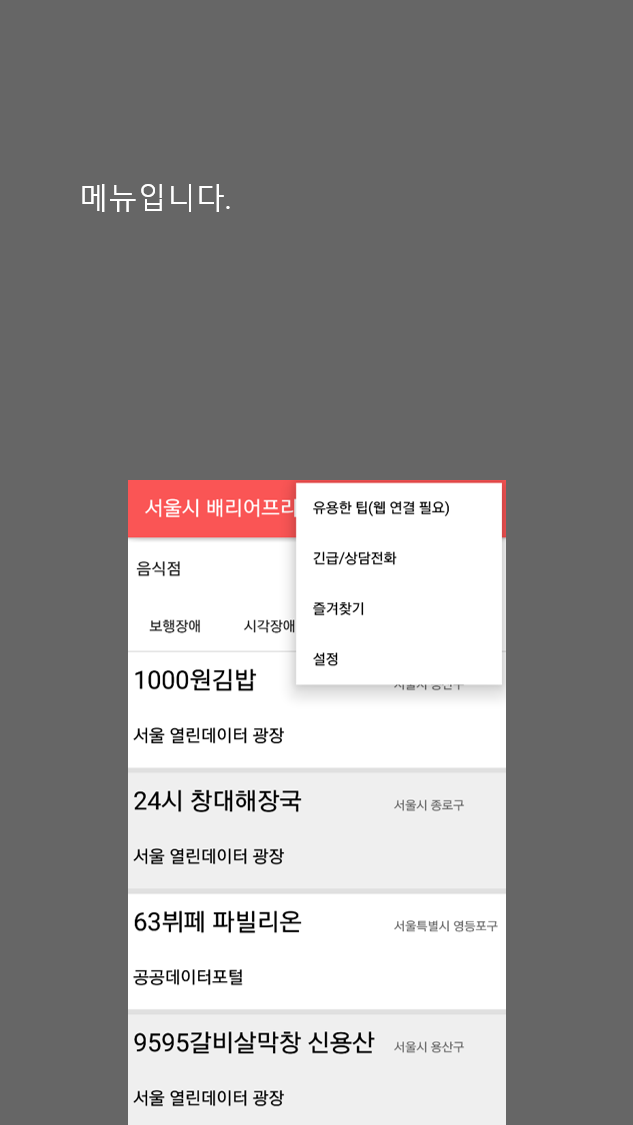 메뉴입니다.
서울시 배리어프리
유용한 팁(웹 연결 필요)
긴급/상담전화
즐겨찾기
설정
음식점
보행장애 시각장애
1000원김밥
서울 열린데이터 광장
24시 창대해장국 서울시 종로구
서울 열린데이터 광장
63뷔페 파빌리온 서울특별시 영등포구
공공데이터포털
9595갈비살막창 신용산 서울시 용산구
서울 열린데이터 광장